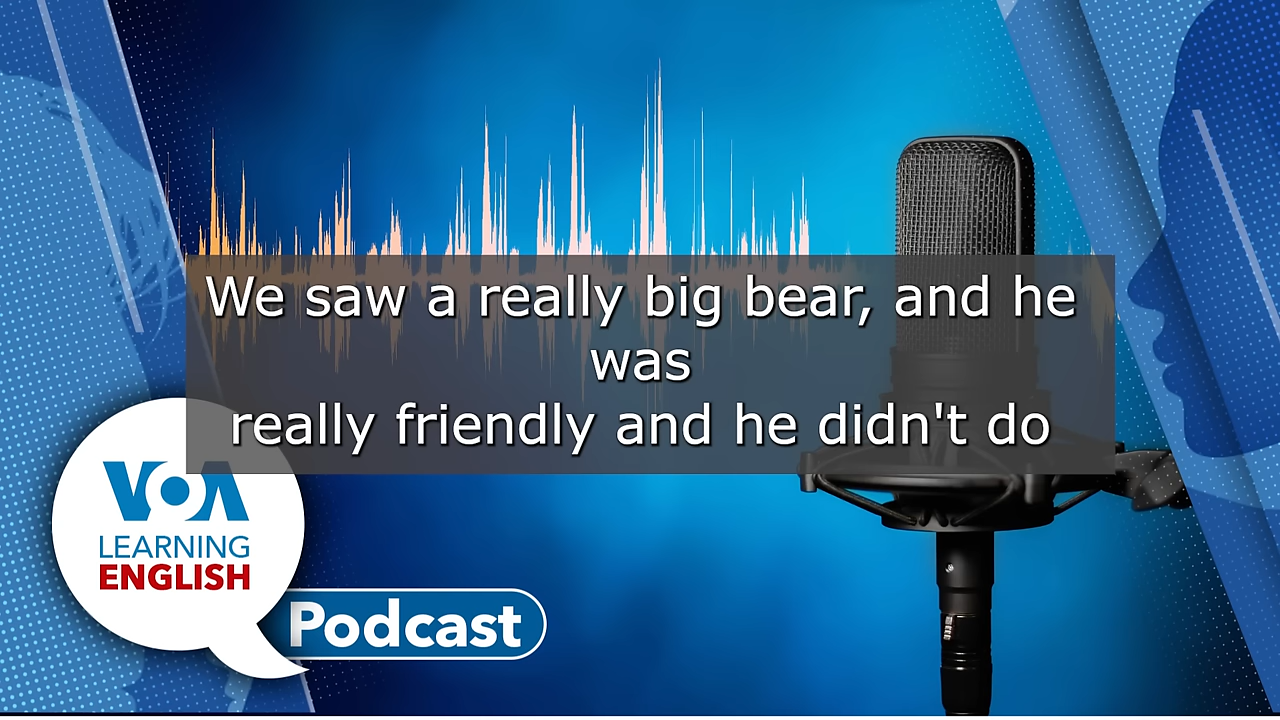 We saw a really big bear, and he
was
really friendly and he didn't do
VOA
LEARNING
ENGLISH
Podcast